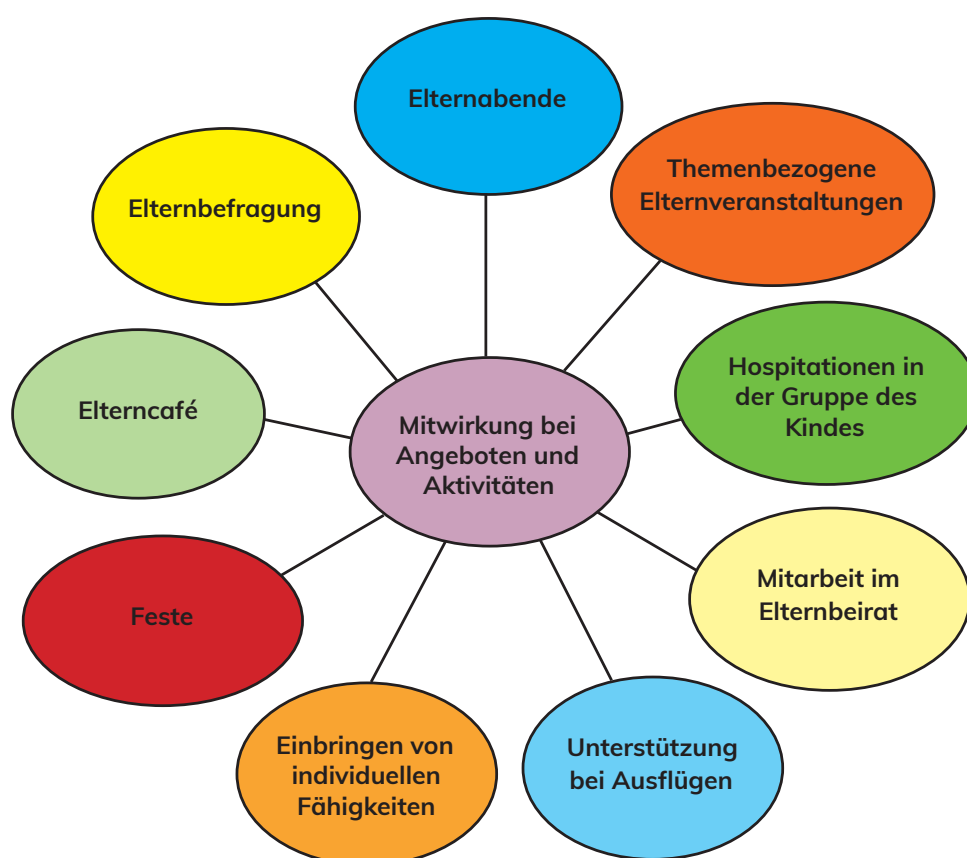 Elternabende
Themenbezogene
Elternveranstaltungen
Elternbefragung
Hospitationen in
der Gruppe des
Kindes
Elterncafé
Mitwirkung bei
Angeboten und
Aktivitäten
Mitarbeit im
Elternbeirat
Feste
Einbringen von
individuellen
Fähigkeiten
Unterstützung
bei Ausflügen